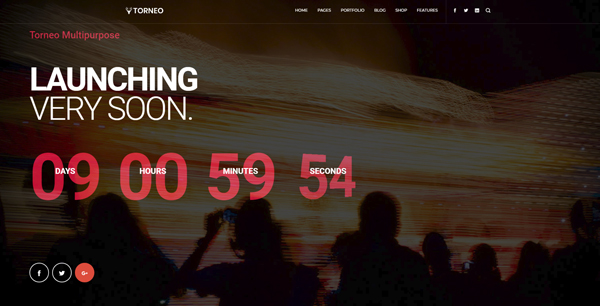 TORNEO
HOME PAGES PORTFOLIO BLOG SHOP FEATURES
Torneo Multipurpose
LAUNCHING
VERY SOON.
09 00 59 54
DAYS HOURS MINUTES SECONDS